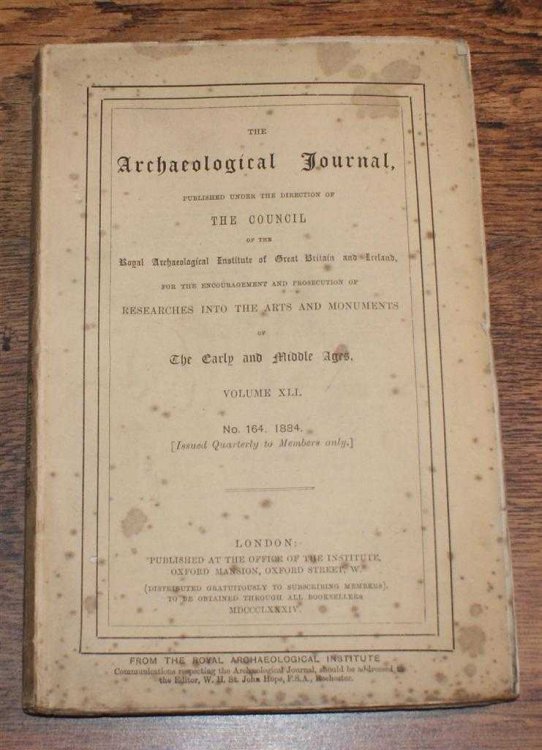 THE
Archaeological Journal,
PUBLISHED UNDER THE DIRECTION OF
THE COUNCIL
OF THE
Royal Archaeological Institute of Great Britain and Ireland,
FOR THE ENCOURAGEMENT AND PROSECUTION OF
RESEARCHES INTO THE ARTS AND MONUMENTS
OF
The Early and Middle Ages.
VOLUME XLI.
No. 164. 1884.
[Issued Quarterly to Members only.]
LONDON:
PUBLISHED AT THE OFFICE OF THE INSTITUTE,
OXFORD MANSION, OXFORD STREET, W.
(DISTRIBUTED GRATUITOUSLY TO SUBSCRIBING MEMBERS).
TO BE OBTAINED THROUGH ALL BOOKSELLERS
MDCCCLXXXIV.
FROM THE ROYAL ARCHAEOLOGICAL INSTITUTE
Communications respecting the Archaeological Journal, should be addressed to
the Editor, W. H. St. John Hope, F.S.A., Rochester.